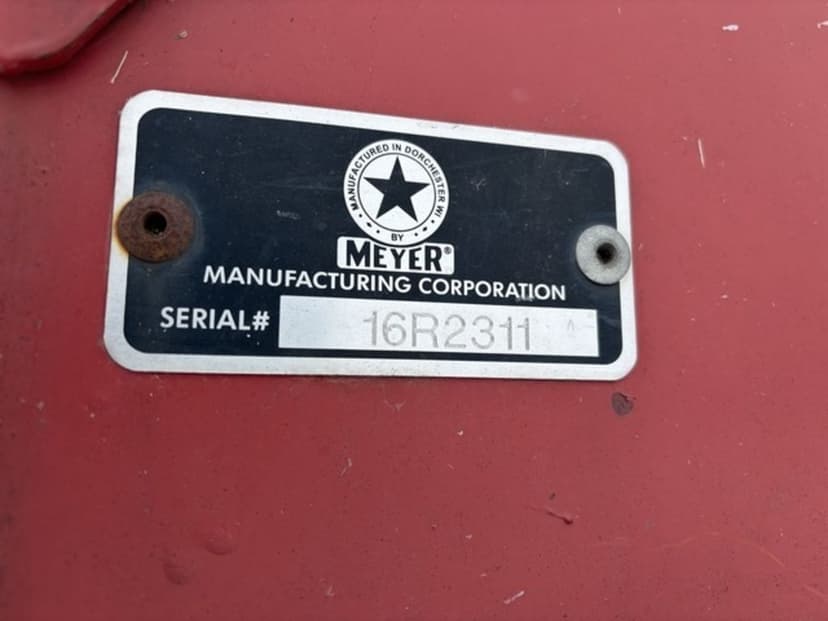 MANUFACTURED IN DORCHESTER WI
BY
MEYER®
MANUFACTURING CORPORATION
SERIAL# 16R2311